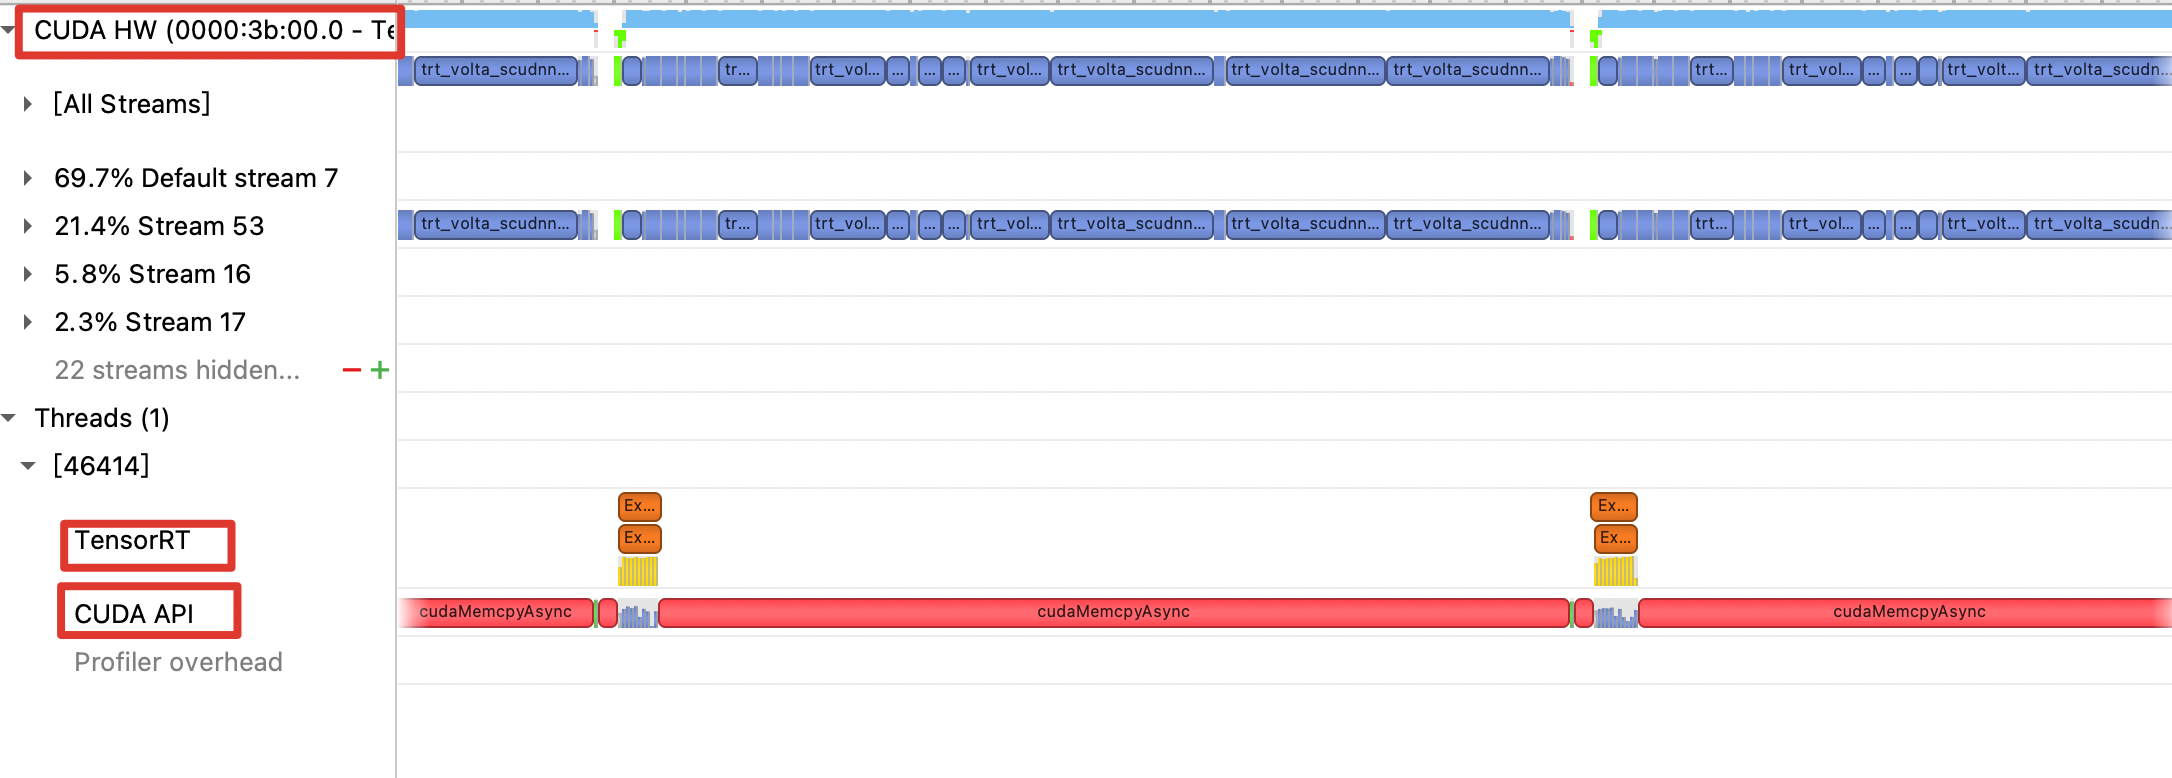 CUDA HW (0000:3b:00.0 - Te
trt_volta_scudnn... tr... trt_vol... ... ... ... trt_vol... trt_volta_scudnn... trt_volta_scudnn... trt_volta_scudnn... trt... trt_vol... ... ... trt_volt... trt_volta_scudn...
[All Streams]
69.7% Default stream 7
21.4% Stream 53
trt_volta_scudnn... tr... trt_vol... ... ... ... trt_vol... trt_volta_scudnn... trt_volta_scudnn... trt_volta_scudnn... trt... trt_vol... ... ... trt_volt... trt_volta_scudn...
5.8% Stream 16
2.3% Stream 17
22 streams hidden... − +
Threads (1)
[46414]
Ex... Ex...
TensorRT
Ex... Ex...
CUDA API
cudaMemcpyAsync cudaMemcpyAsync cudaMemcpyAsync
Profiler overhead